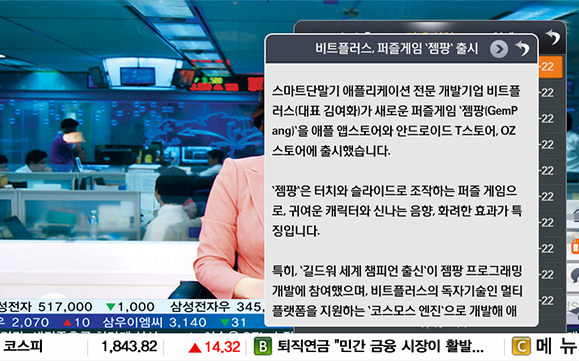 비트플러스, 퍼즐게임 '젬팡' 출시
-22
스마트단말기 애플리케이션 전문 개발기업 비트플
러스(대표 김여화)가 새로운 퍼즐게임 '젬팡(GemP
ang)'을 애플 앱스토어와 안드로이드 T스토어, OZ
스토어에 출시했습니다.
'젬팡'은 터치와 슬라이드로 조작하는 퍼즐 게임으
로, 귀여운 캐릭터와 신나는 음향, 화려한 효과가 특
징입니다.
특히, '길드워 세계 챔피언 출신'이 젬팡 프로그래밍
개발에 참여했으며, 비트플러스의 독자기술인 멀티
플랫폼을 지원하는 '코스모스 엔진'으로 개발해 애
-22
-22
-22
-22
-22
성전자 517,000 ▼1,000 삼성전자우 345,
우 2,070 ▲10 삼우이엠씨 3,140 ▼31
코스피 1,843.82 ▲14.32 B 퇴직연금 "민간 금융 시장이 활발... C 메 뉴